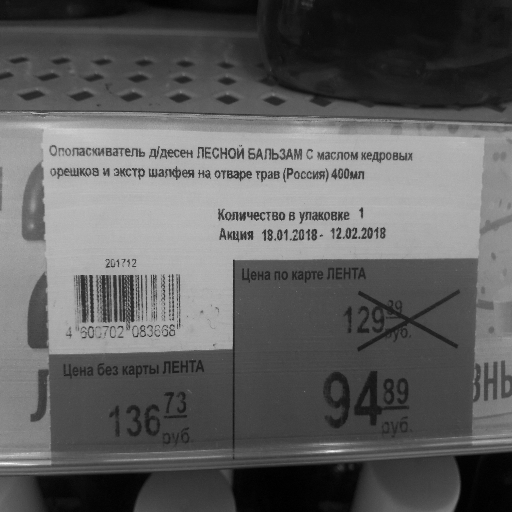 Ополаскиватель д/десен ЛЕСНОЙ БАЛЬЗАМ С маслом кедровых
орешков и экстр шалфея на отваре трав (Россия) 400мл
Количество в упаковке 1
Акция 18.01.2018 - 12.02.2018
201712
4 600702 083668
Цена по карте ЛЕНТА
129 39 руб.
94 89 руб.
Цена без карты ЛЕНТА
136 73 руб.